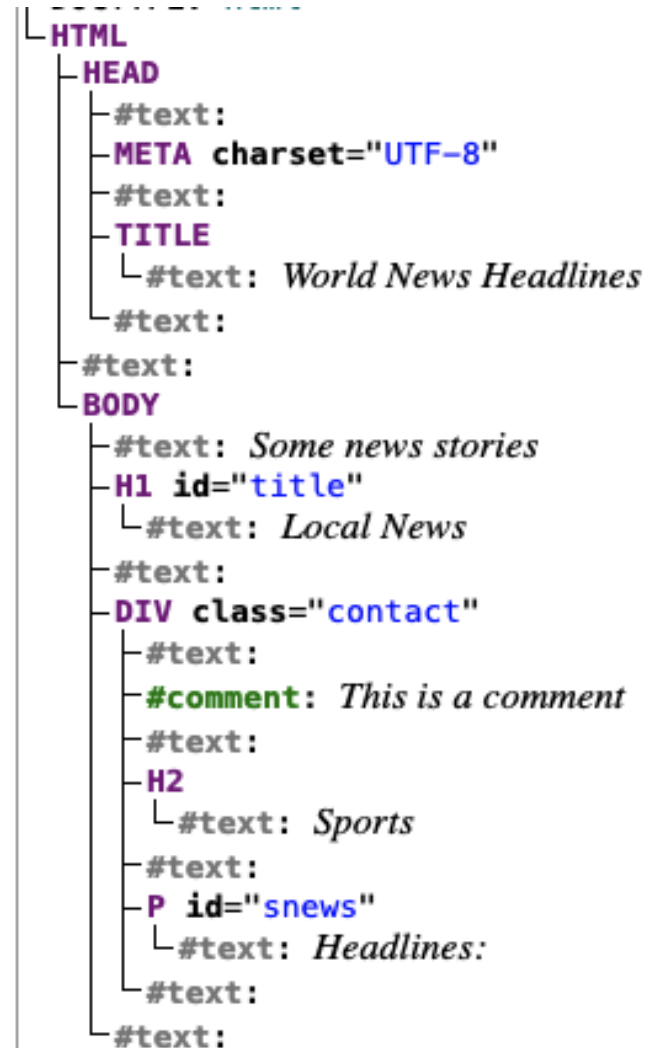 HTML
HEAD
#text:
META charset="UTF-8"
#text:
TITLE
#text: World News Headlines
#text:
#text:
BODY
#text: Some news stories
H1 id="title"
#text: Local News
#text:
DIV class="contact"
#text:
#comment: This is a comment
#text:
H2
#text: Sports
#text:
P id="snews"
#text: Headlines:
#text:
#text: